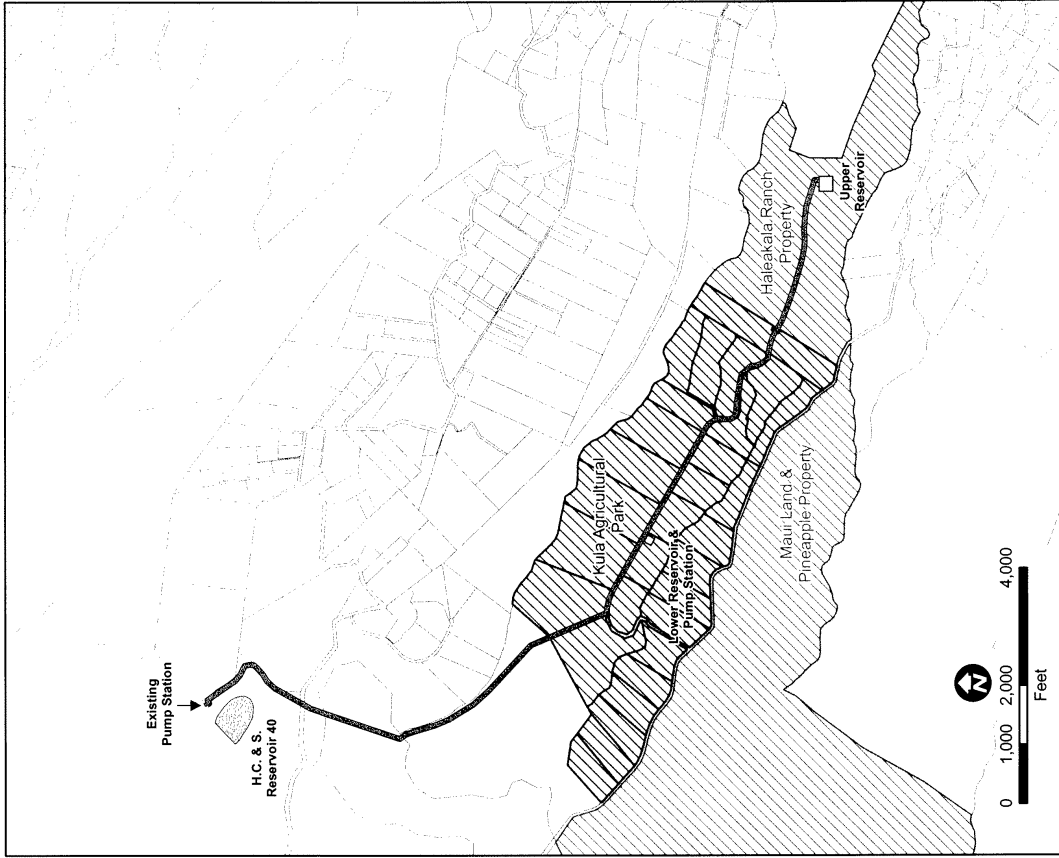 Existing
Pump Station
H.C. & S.
Reservoir 40
Kula Agricultural
Park
Lower Reservoir &
Pump Station
Haleakala Ranch
Property
Upper
Reservoir
Maui Land &
Pineapple Property
N
0 1,000 2,000 4,000
Feet